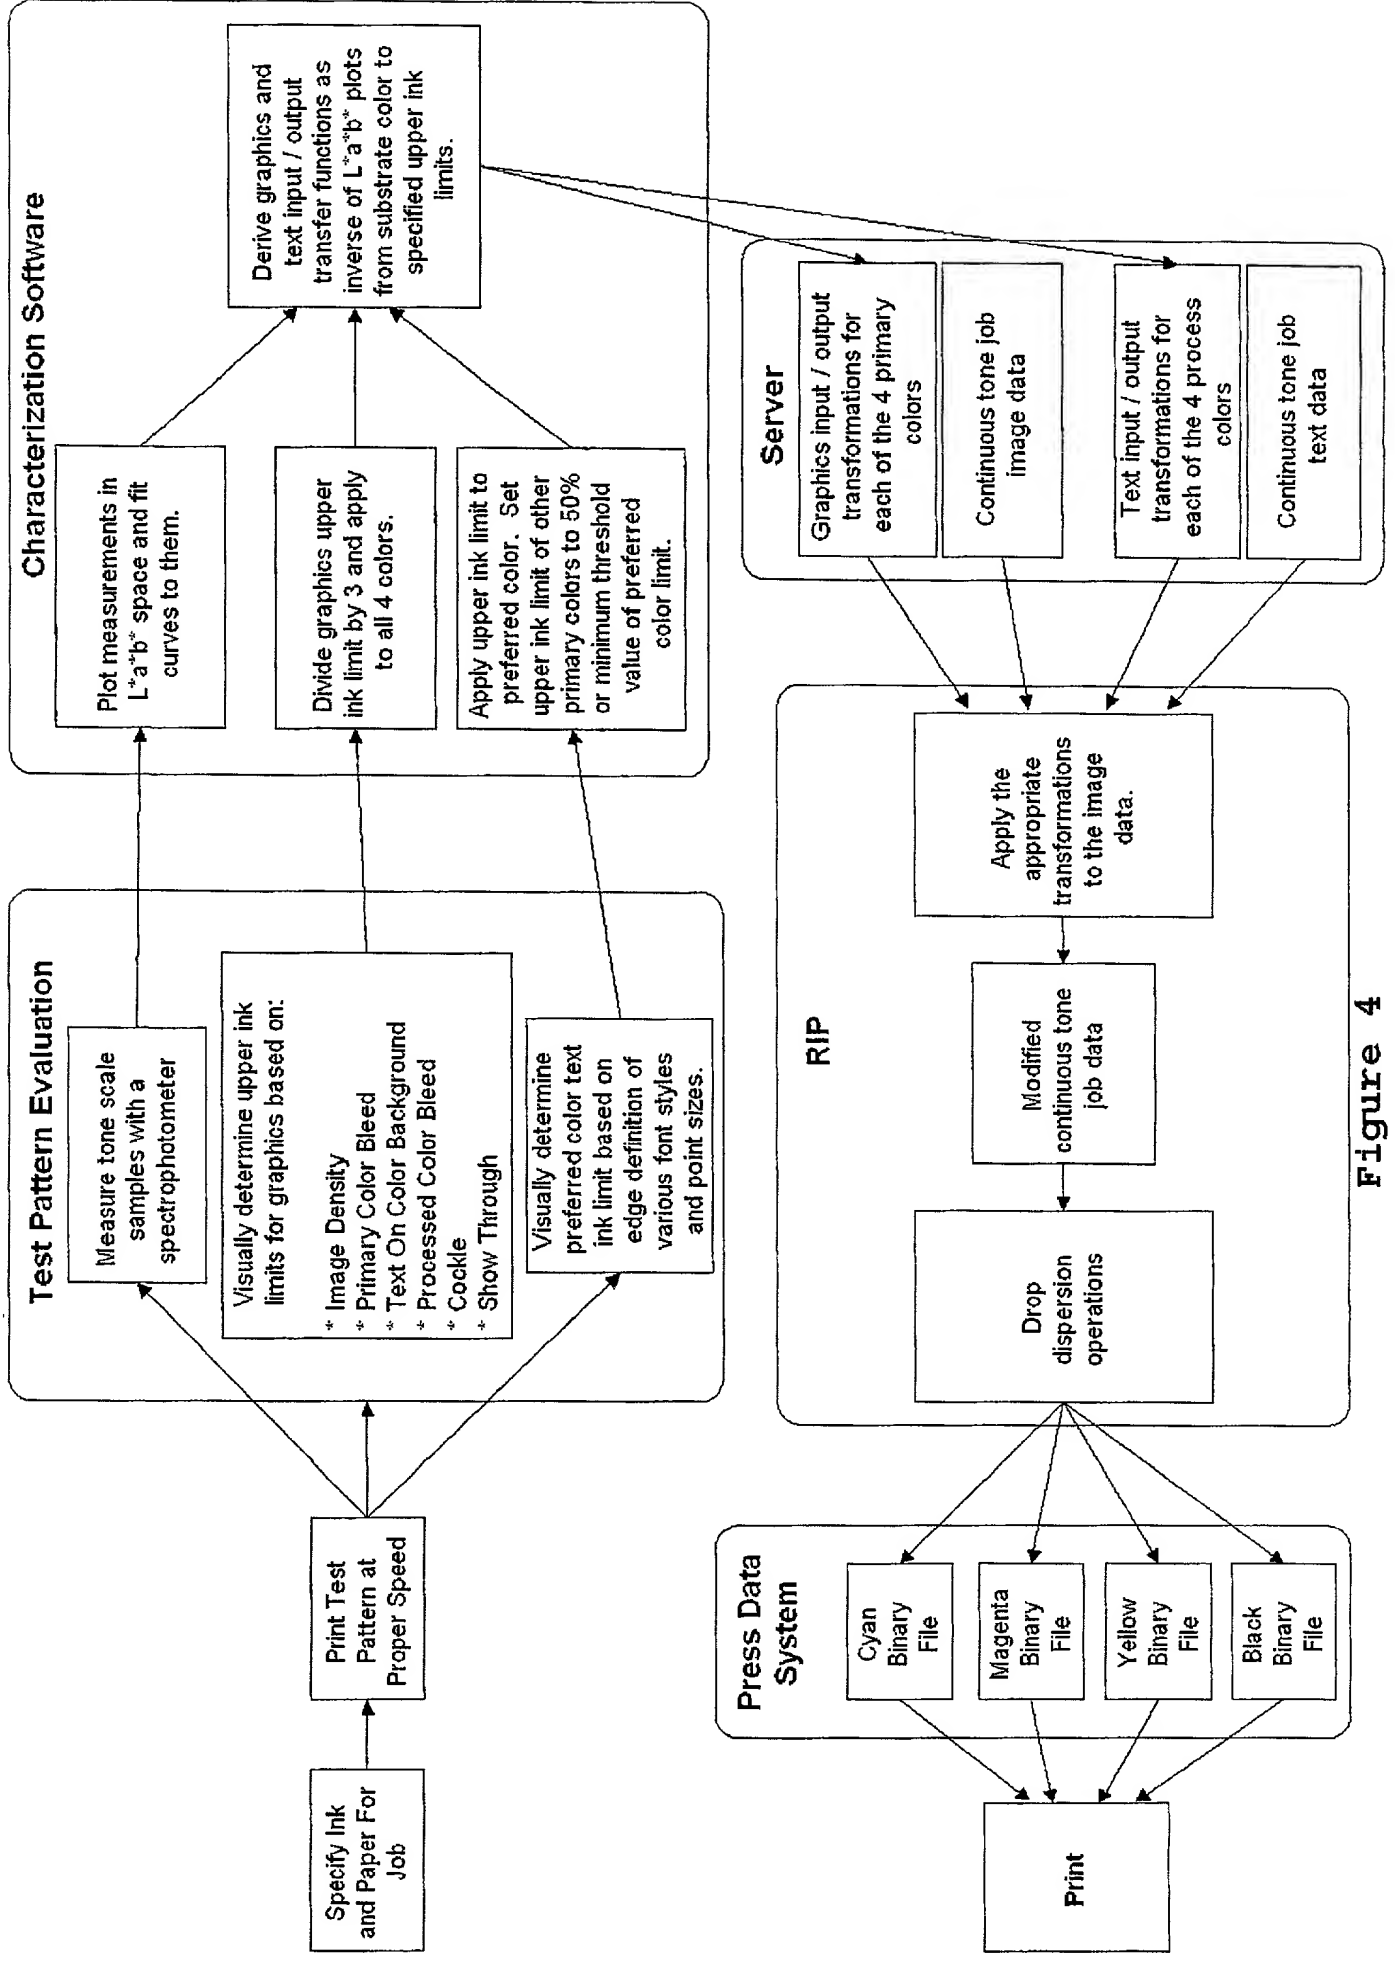 Specify Ink
and Paper For
Job
Print Test
Pattern at
Proper Speed
Test Pattern Evaluation
Measure tone scale
samples with a
spectrophotometer
Visually determine upper ink
limits for graphics based on:
* Image Density
* Primary Color Bleed
* Text On Color Background
* Processed Color Bleed
* Cockle
* Show Through
Visually determine
preferred color text
ink limit based on
edge definition of
various font styles
and point sizes.
Characterization Software
Plot measurements in
L*a*b* space and fit
curves to them.
Divide graphics upper
ink limit by 3 and apply
to all 4 colors.
Apply upper ink limit to
preferred color. Set
upper ink limit of other
primary colors to 50%
or minimum threshold
value of preferred
color limit.
Derive graphics and
text input / output
transfer functions as
inverse of L*a*b* plots
from substrate color to
specified upper ink
limits.
Server
Graphics input / output
transformations for
each of the 4 primary
colors
Continuous tone job
image data
Text input / output
transformations for
each of the 4 process
colors
Continuous tone job
text data
RIP
Apply the
appropriate
transformations
to the image
data.
Modified
continuous tone
job data
Drop
dispersion
operations
Press Data
System
Cyan
Binary
File
Magenta
Binary
File
Yellow
Binary
File
Black
Binary
File
Print
Figure 4